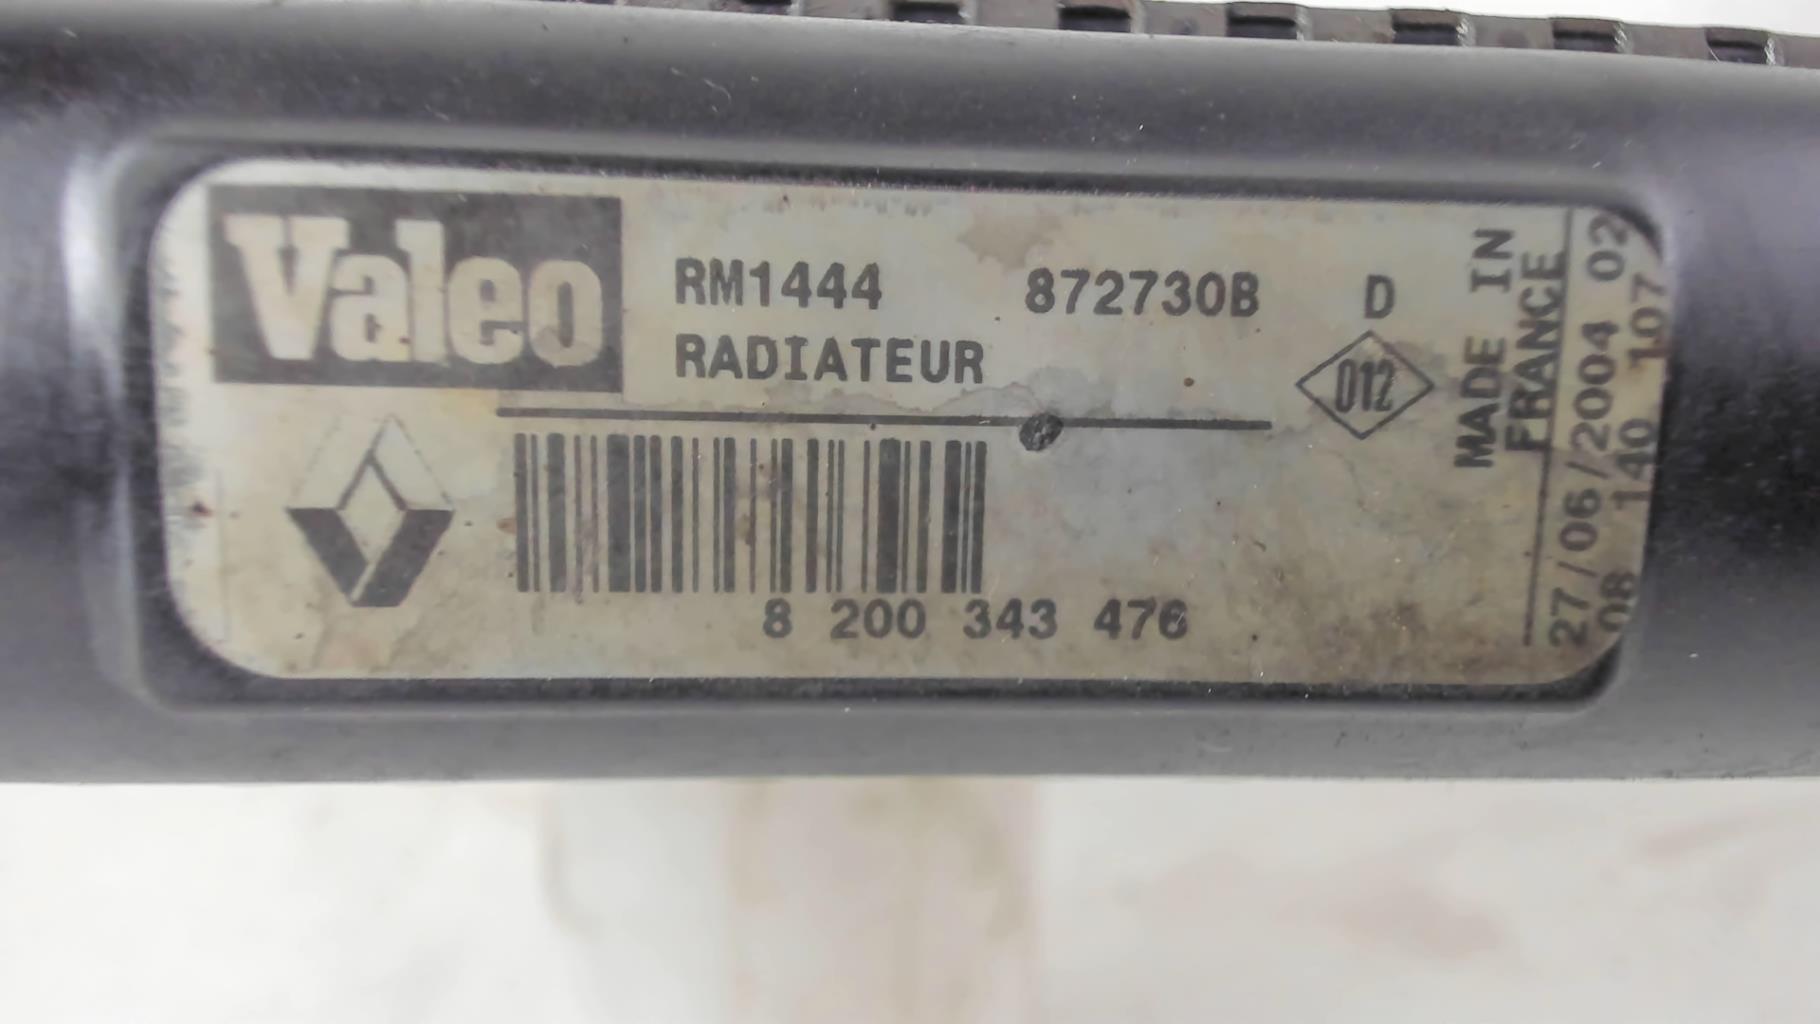 Valeo
RM1444 872730B D
RADIATEUR
012
8 200 343 476
MADE IN
FRANCE
27/06/2004 02
08 140 107